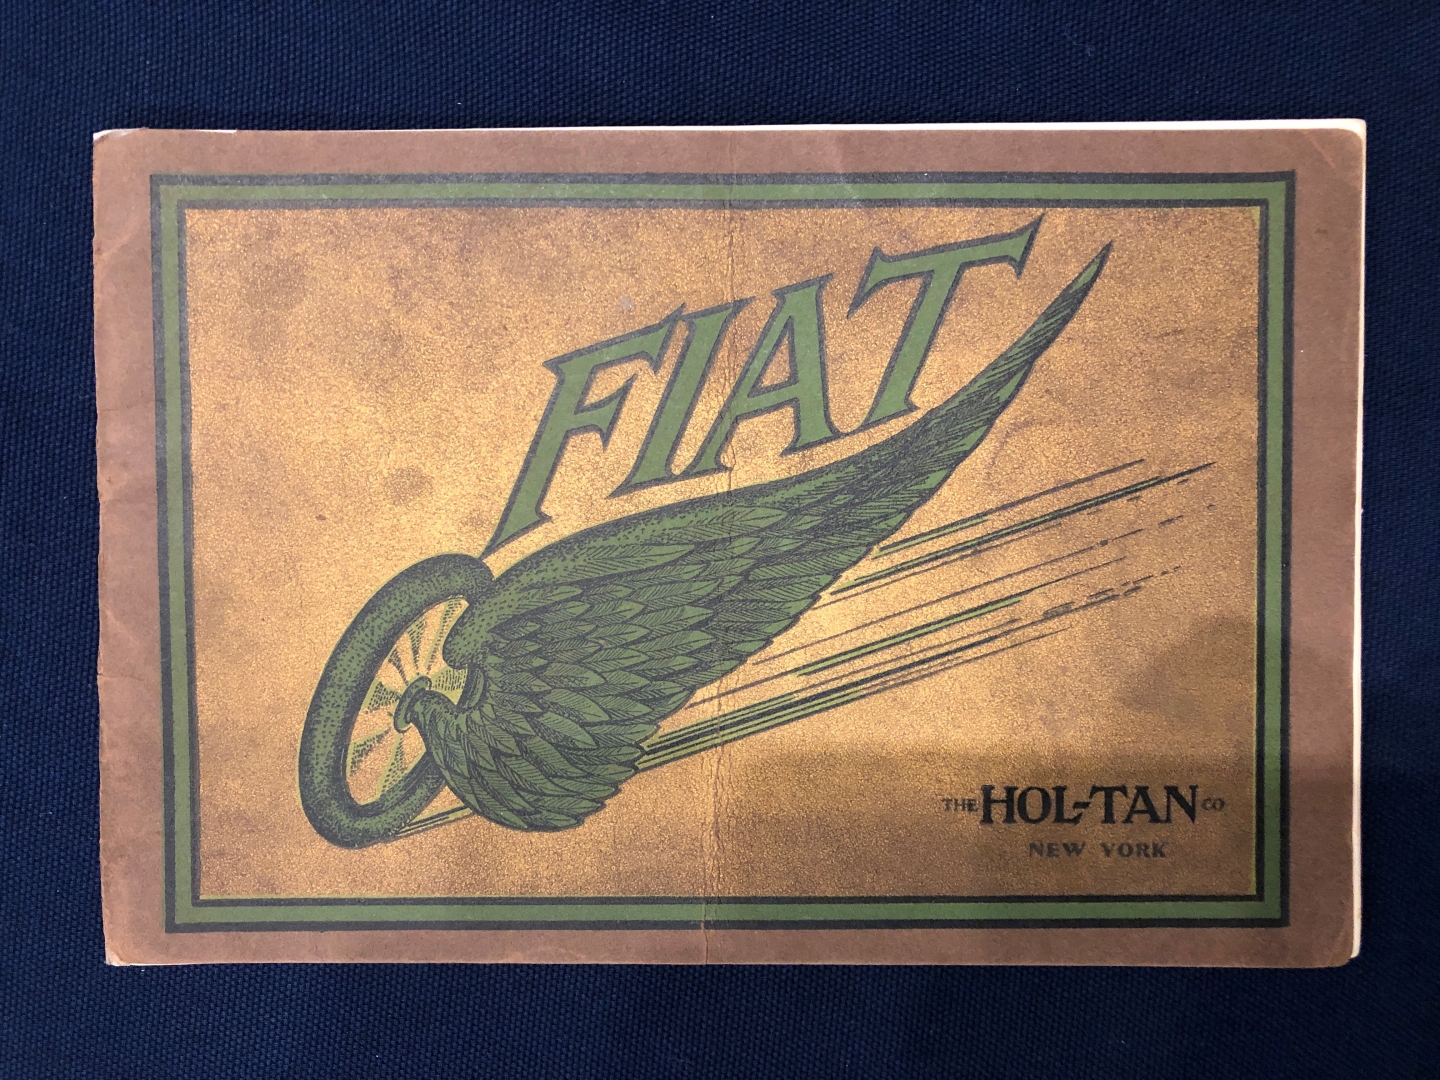 FIAT
THE HOL-TAN CO
NEW YORK